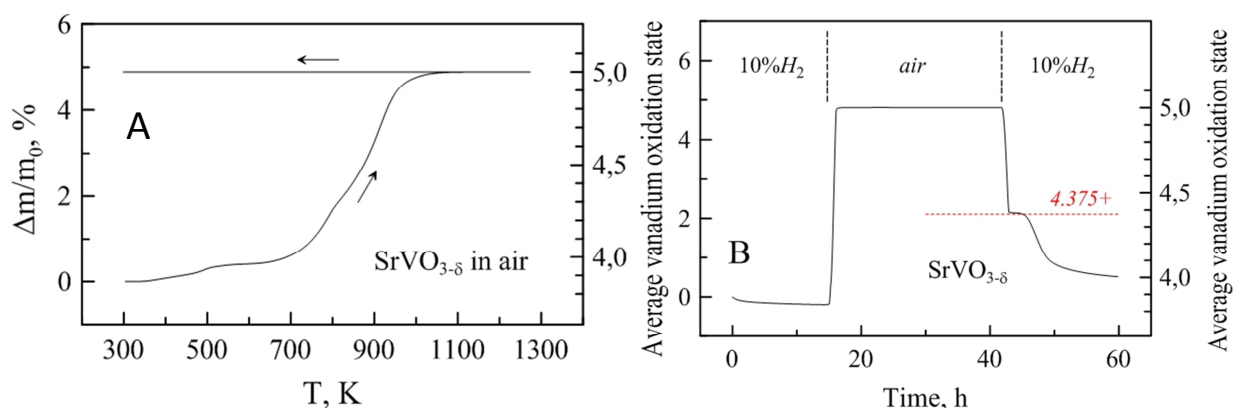 6
4
2
0
Δm/m₀, %
A
SrVO₃₋δ in air
5,0
4,5
4,0
300 500 700 900 1100 1300
T, K
Average vanadium oxidation state
10%H₂ air 10%H₂
6
4
2
0
B
4.375+
SrVO₃₋δ
5,0
4,5
4,0
0 20 40 60
Time, h
Average vanadium oxidation state